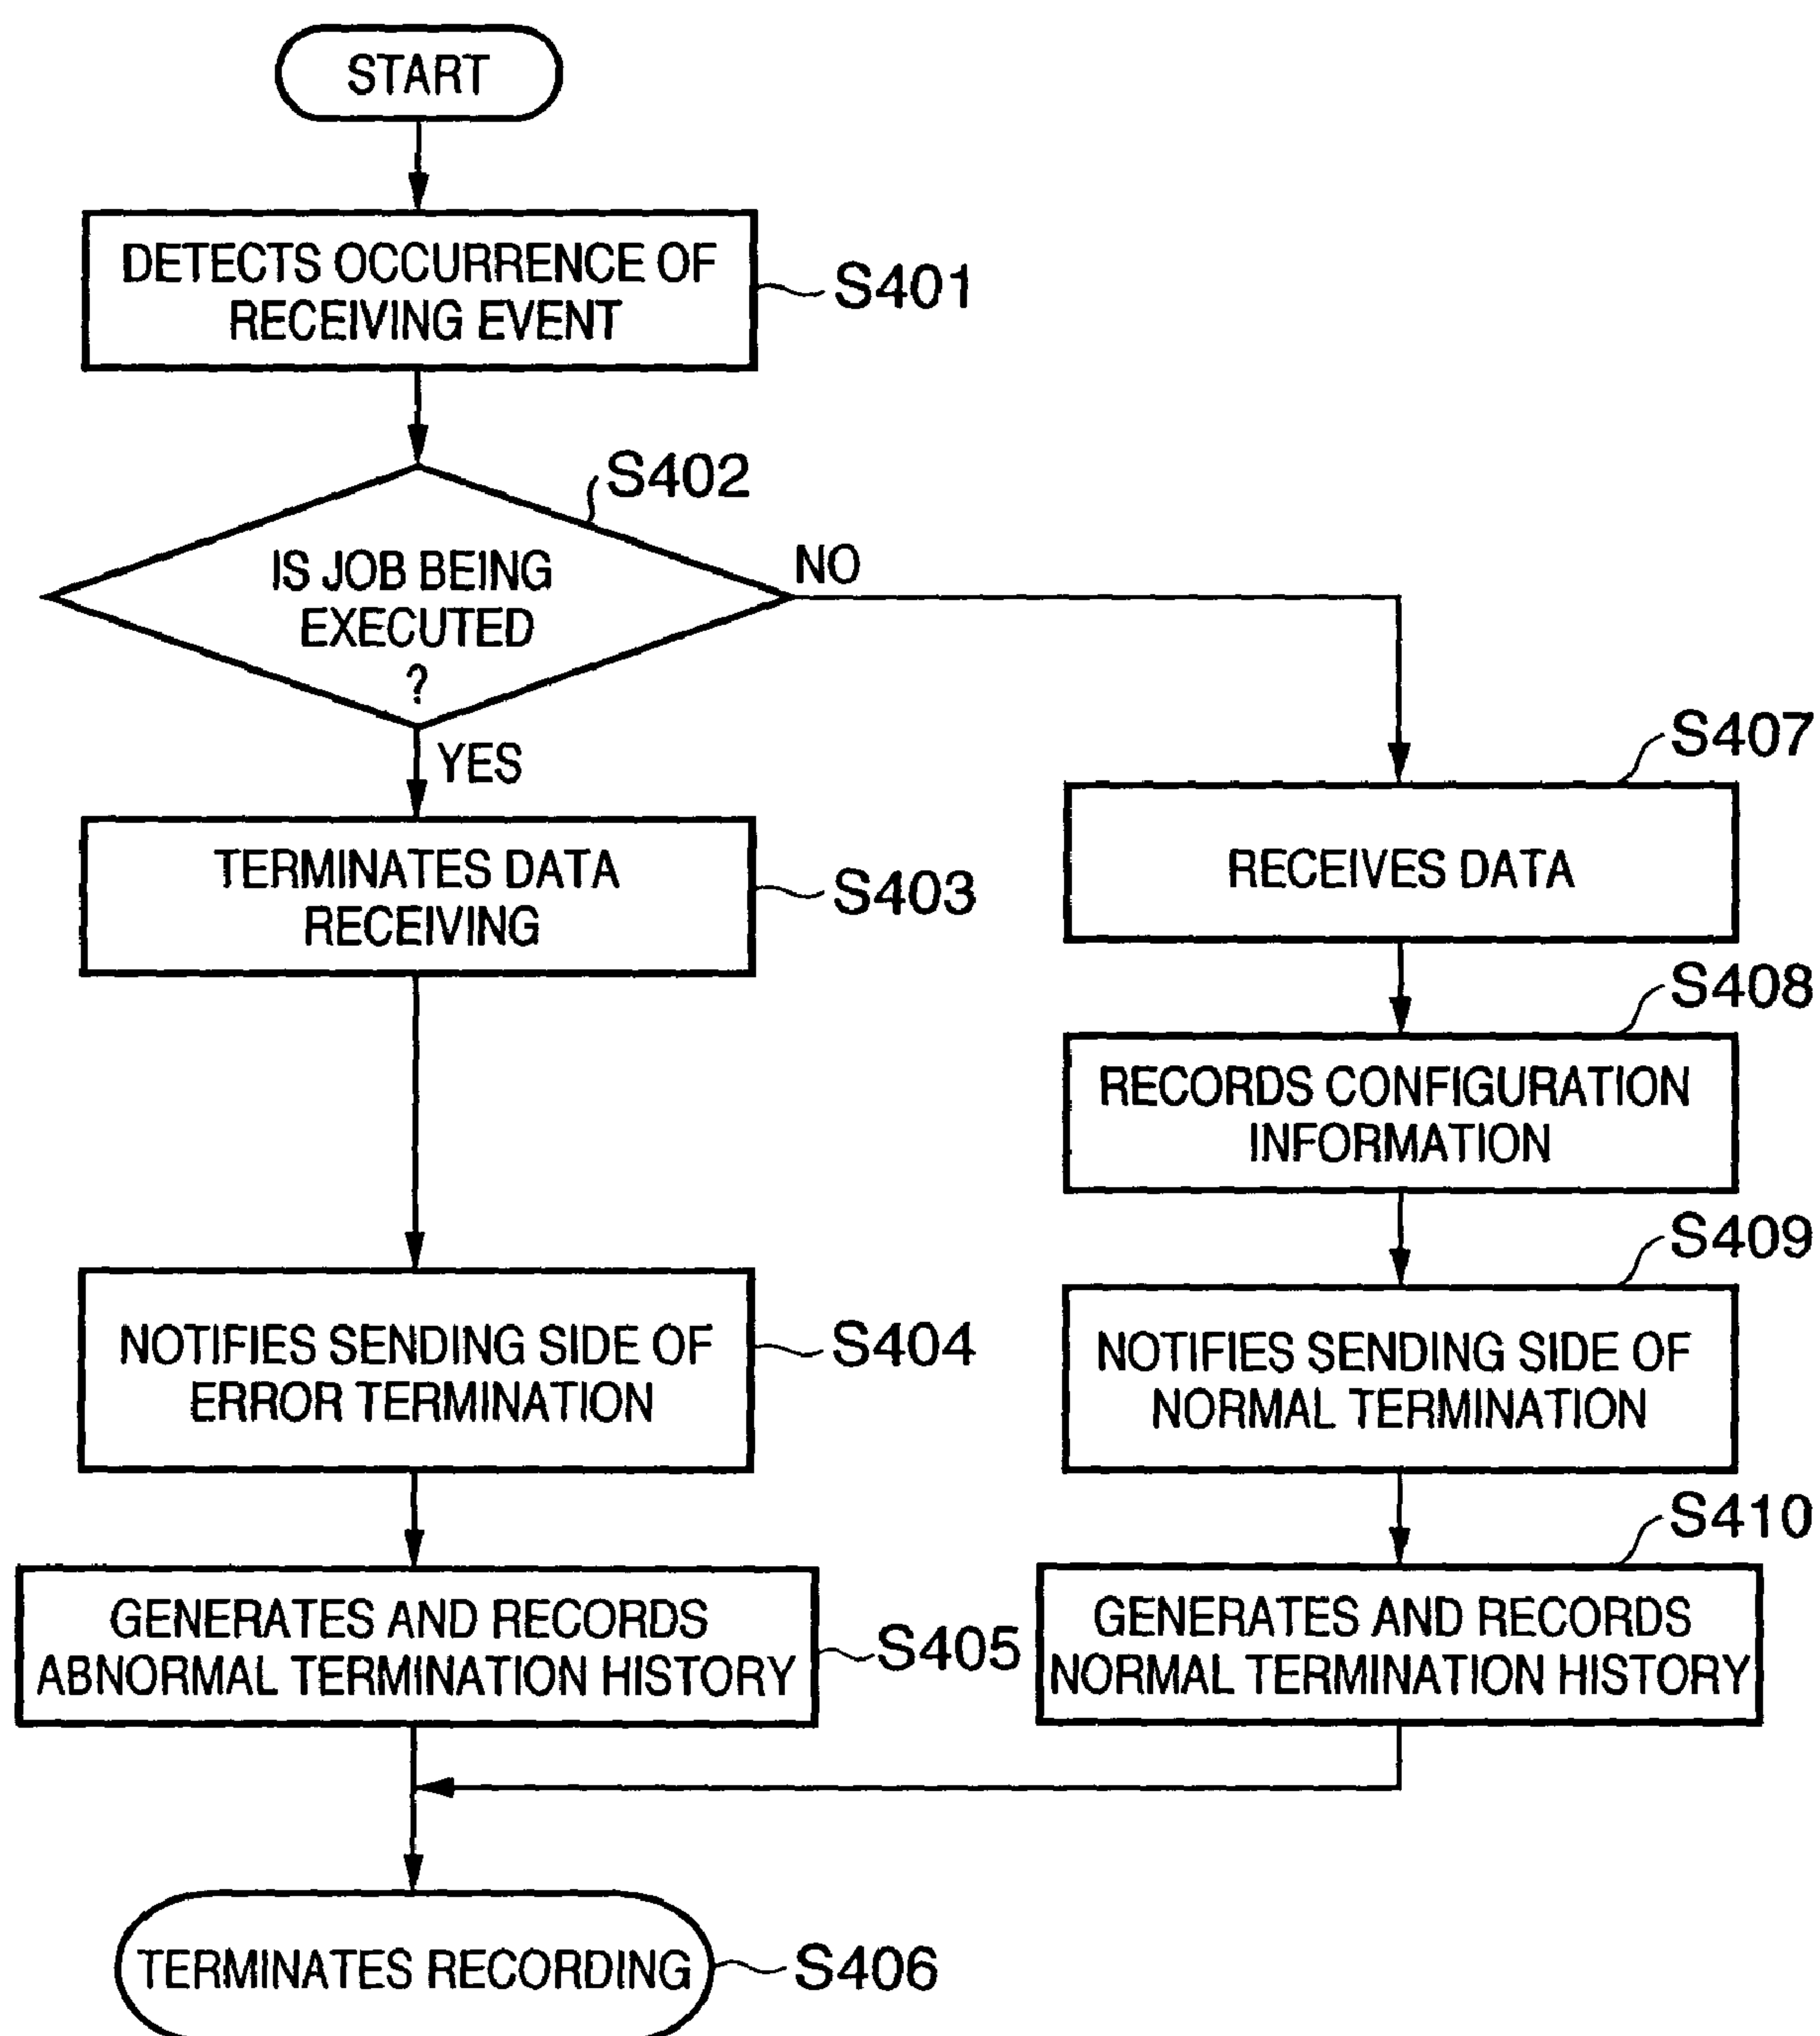 START
DETECTS OCCURRENCE OF
RECEIVING EVENT
S401
S402
IS JOB BEING
EXECUTED
?
NO
YES
TERMINATES DATA
RECEIVING
S403
NOTIFIES SENDING SIDE OF
ERROR TERMINATION
S404
GENERATES AND RECORDS
ABNORMAL TERMINATION HISTORY
S405
S407
RECEIVES DATA
S408
RECORDS CONFIGURATION
INFORMATION
S409
NOTIFIES SENDING SIDE OF
NORMAL TERMINATION
S410
GENERATES AND RECORDS
NORMAL TERMINATION HISTORY
TERMINATES RECORDING
S406